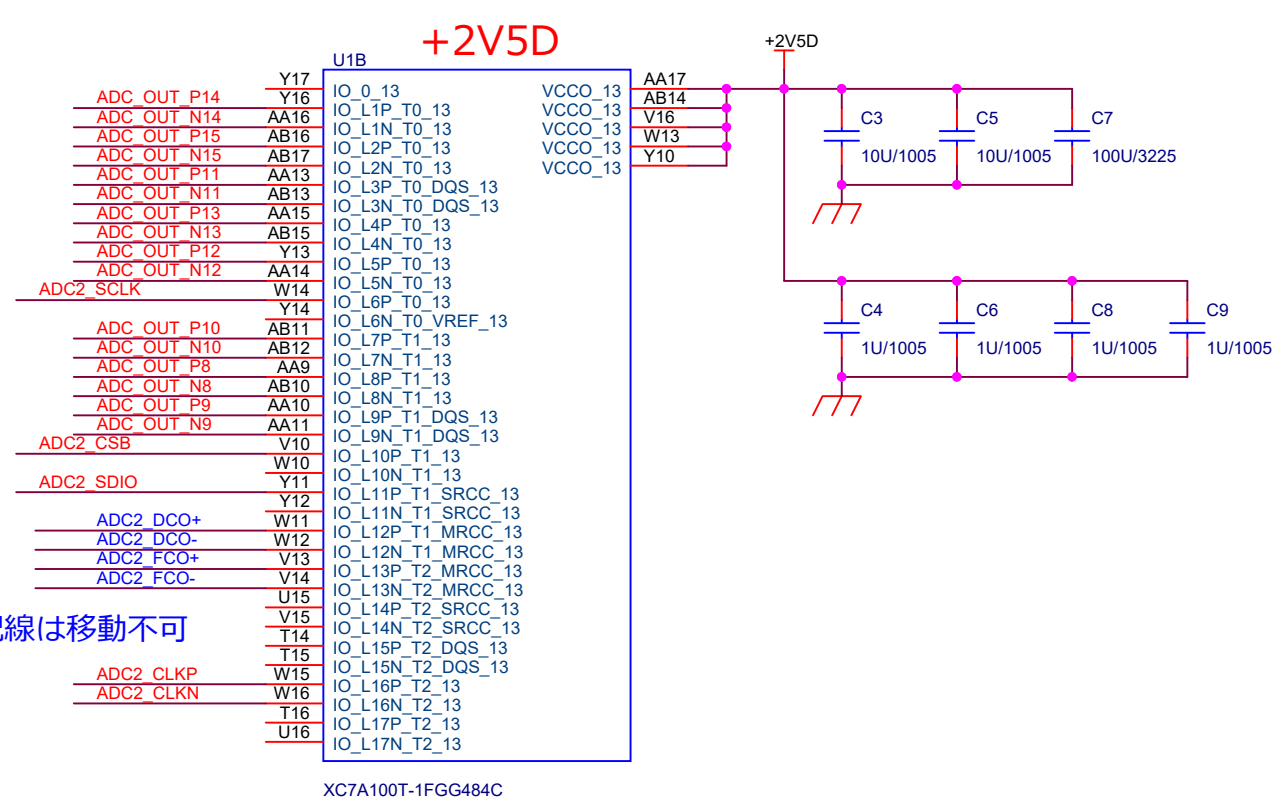 +2V5D
U1B
+2V5D
Y17 IO_0_13 VCCO_13 AA17
ADC_OUT_P14 Y16 IO_L1P_T0_13 VCCO_13 AB14
ADC_OUT_N14 AA16 IO_L1N_T0_13 VCCO_13 V16
ADC_OUT_P15 AB16 IO_L2P_T0_13 VCCO_13 W13
ADC_OUT_N15 AB17 IO_L2N_T0_13 VCCO_13 Y10
ADC_OUT_P11 AA13 IO_L3P_T0_DQS_13
ADC_OUT_N11 AB13 IO_L3N_T0_DQS_13
ADC_OUT_P13 AA15 IO_L4P_T0_13
ADC_OUT_N13 AB15 IO_L4N_T0_13
ADC_OUT_P12 Y13 IO_L5P_T0_13
ADC_OUT_N12 AA14 IO_L5N_T0_13
ADC2_SCLK W14 IO_L6P_T0_13
Y14 IO_L6N_T0_VREF_13
ADC_OUT_P10 AB11 IO_L7P_T1_13
ADC_OUT_N10 AB12 IO_L7N_T1_13
ADC_OUT_P8 AA9 IO_L8P_T1_13
ADC_OUT_N8 AB10 IO_L8N_T1_13
ADC_OUT_P9 AA10 IO_L9P_T1_DQS_13
ADC_OUT_N9 AA11 IO_L9N_T1_DQS_13
ADC2_CSB V10 IO_L10P_T1_13
W10 IO_L10N_T1_13
ADC2_SDIO Y11 IO_L11P_T1_SRCC_13
Y12 IO_L11N_T1_SRCC_13
ADC2_DCO+ W11 IO_L12P_T1_MRCC_13
ADC2_DCO- W12 IO_L12N_T1_MRCC_13
ADC2_FCO+ V13 IO_L13P_T2_MRCC_13
ADC2_FCO- V14 IO_L13N_T2_MRCC_13
U15 IO_L14P_T2_SRCC_13
V15 IO_L14N_T2_SRCC_13
線は移動不可
T14 IO_L15P_T2_DQS_13
T15 IO_L15N_T2_DQS_13
ADC2_CLKP W15 IO_L16P_T2_13
ADC2_CLKN W16 IO_L16N_T2_13
T16 IO_L17P_T2_13
U16 IO_L17N_T2_13
XC7A100T-1FGG484C
C3 C5 C7
10U/1005 10U/1005 100U/3225
C4 C6 C8 C9
1U/1005 1U/1005 1U/1005 1U/1005